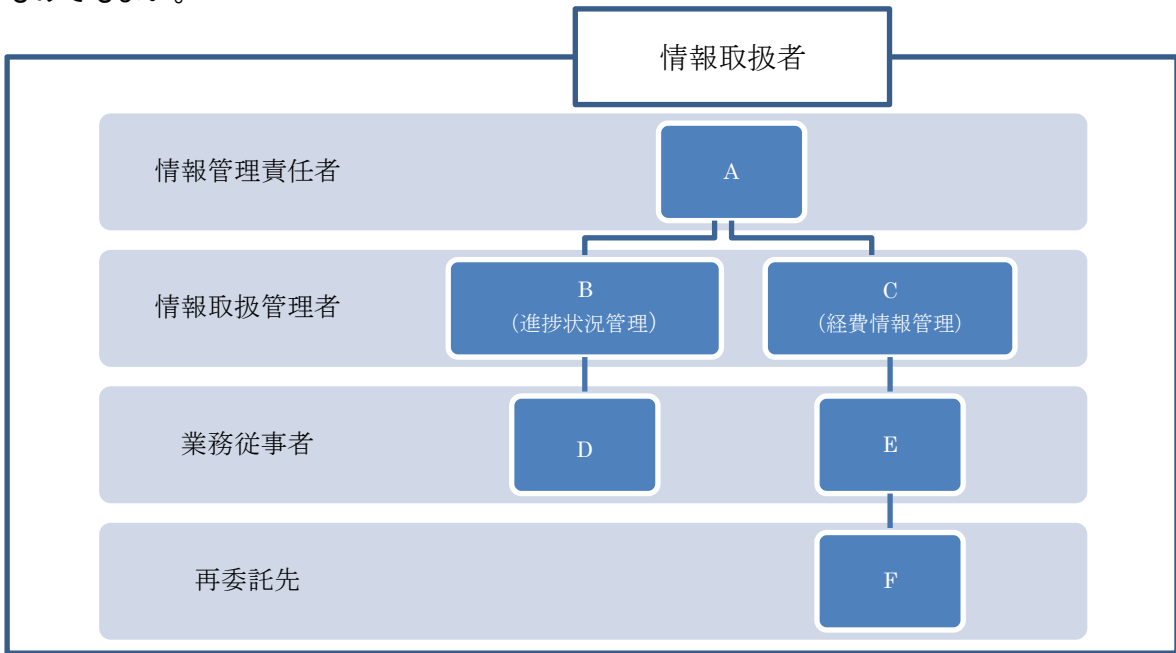 情報取扱者
情報管理責任者
A
情報取扱管理者
B
（進捗状況管理）
C
（経費情報管理）
業務従事者
D
E
再委託先
F